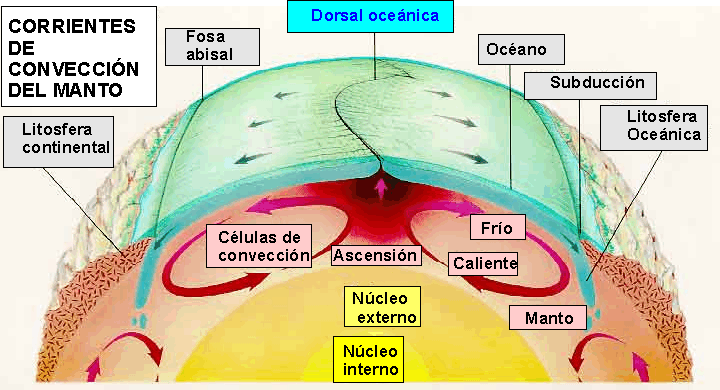 CORRIENTES
DE
CONVECCIÓN
DEL MANTO
Fosa
abisal
Dorsal oceánica
Océano
Subducción
Litosfera
Oceánica
Litosfera
continental
Células de
convección
Ascensión
Frío
Caliente
Manto
Núcleo
externo
Núcleo
interno